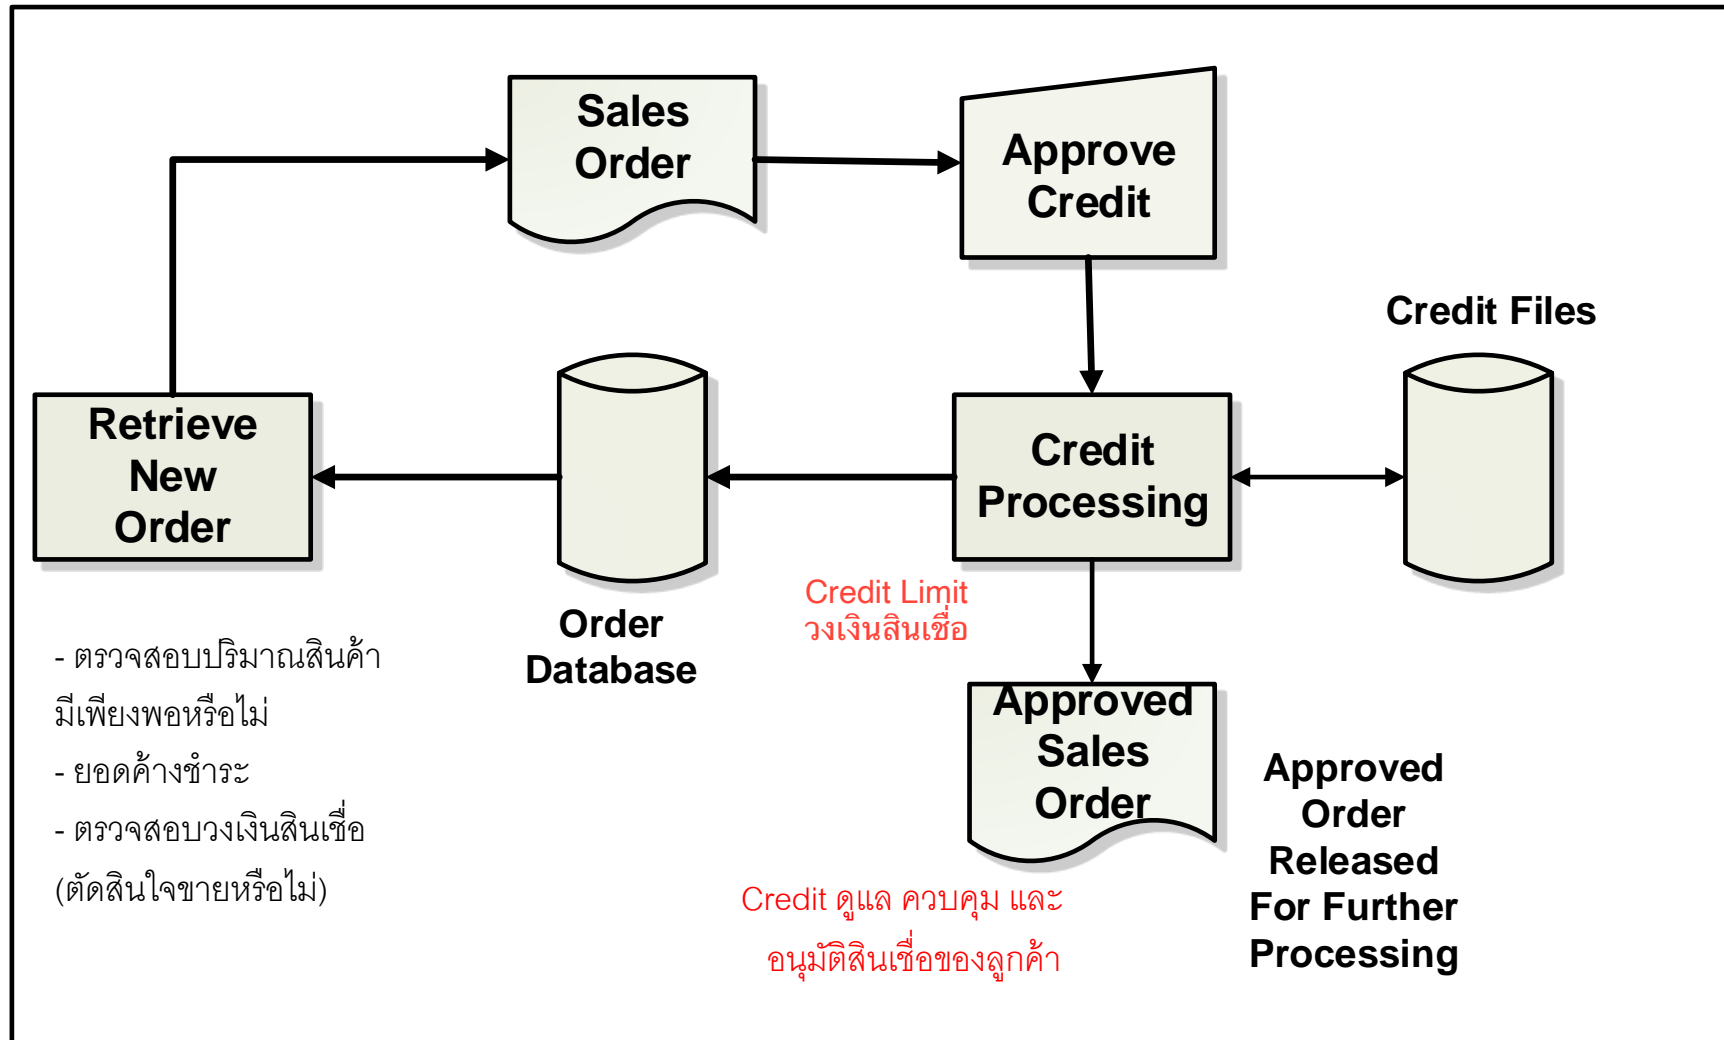 Sales
Order
Approve
Credit
Credit Files
Retrieve
New
Order
Credit
Processing
Order
Database
Credit Limit
วงเงินสินเชื่อ
- ตรวจสอบปริมาณสินค้า
มีเพียงพอหรือไม่
- ยอดค้างชำระ
- ตรวจสอบวงเงินสินเชื่อ
(ตัดสินใจขายหรือไม่)
Approved
Sales
Order
Approved
Order
Released
For Further
Processing
Credit ดูแล ควบคุม และ
อนุมัติสินเชื่อของลูกค้า